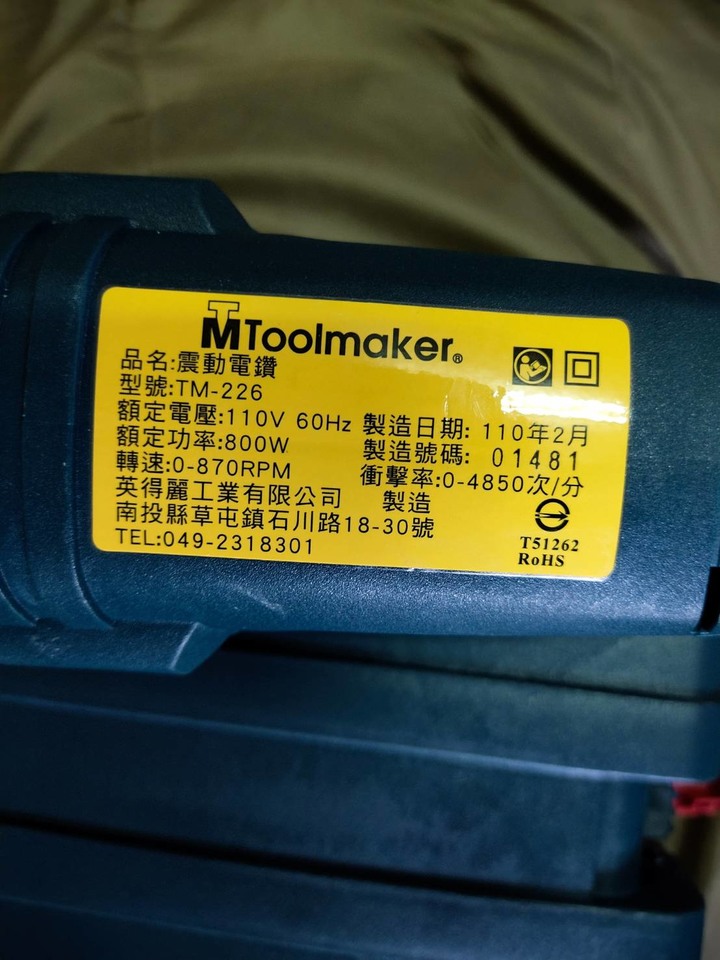 TM Toolmaker®
品名:震動電鑽
型號:TM-226
額定電壓:110V 60Hz 製造日期: 110年2月
額定功率:800W 製造號碼: 01481
轉速:0-870RPM 衝擊率:0-4850次/分
英得麗工業有限公司 製造
南投縣草屯鎮石川路18-30號
TEL:049-2318301
T51262
RoHS